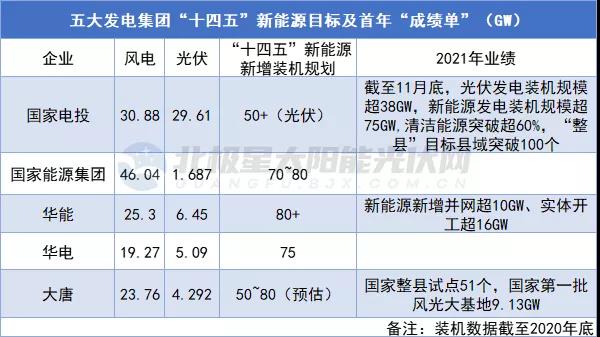 五大发电集团“十四五”新能源目标及首年“成绩单”（GW）
企业 风电 光伏 “十四五”新能源新增装机规划 2021年业绩
国家电投 30.88 29.61 50+（光伏） 截至11月底，光伏发电装机规模
超38GW，新能源发电装机规模超
75GW,清洁能源突破超60%，“整
县”目标县域突破100个
国家能源集团 46.04 1.687 70~80
华能 25.3 6.45 80+ 新能源新增并网超10GW、实体开
工超16GW
华电 19.27 5.09 75
大唐 23.76 4.292 50~80（预估） 国家整县试点51个，国家第一批
风光大基地9.13GW
备注：装机数据截至2020年底
北极星太阳能光伏网
GUANGFU.BJX.COM.CN